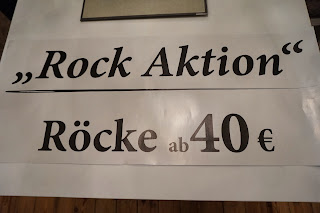 „Rock Aktion“
Röcke ab 40 €